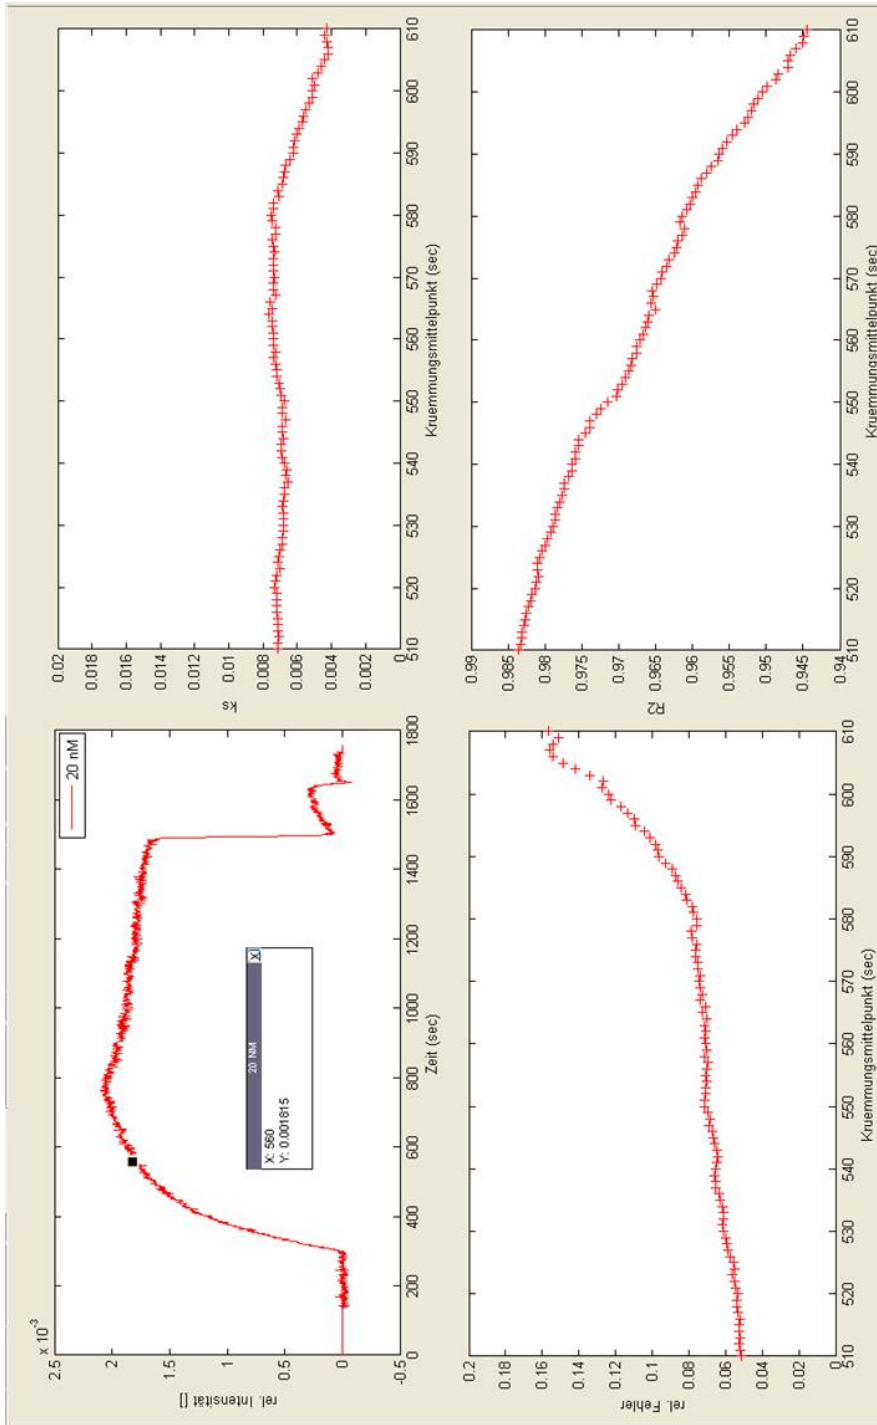 x 10⁻³
2.5
2
1.5
1
0.5
0
-0.5
rel. Intensität []
0 200 400 600 800 1000 1200 1400 1600 1800
Zeit (sec)
20 nM
20 NM X
X: 560
Y: 0.001815
0.02
0.018
0.016
0.014
0.012
0.01
0.008
0.006
0.004
0.002
0
ks
510 520 530 540 550 560 570 580 590 600 610
Kruemmungsmittelpunkt (sec)
0.2
0.18
0.16
0.14
0.12
0.1
0.08
0.06
0.04
0.02
0
rel. Fehler
510 520 530 540 550 560 570 580 590 600 610
Kruemmungsmittelpunkt (sec)
0.99
0.985
0.98
0.975
0.97
0.965
0.96
0.955
0.95
0.945
0.94
R2
510 520 530 540 550 560 570 580 590 600 610
Kruemmungsmittelpunkt (sec)